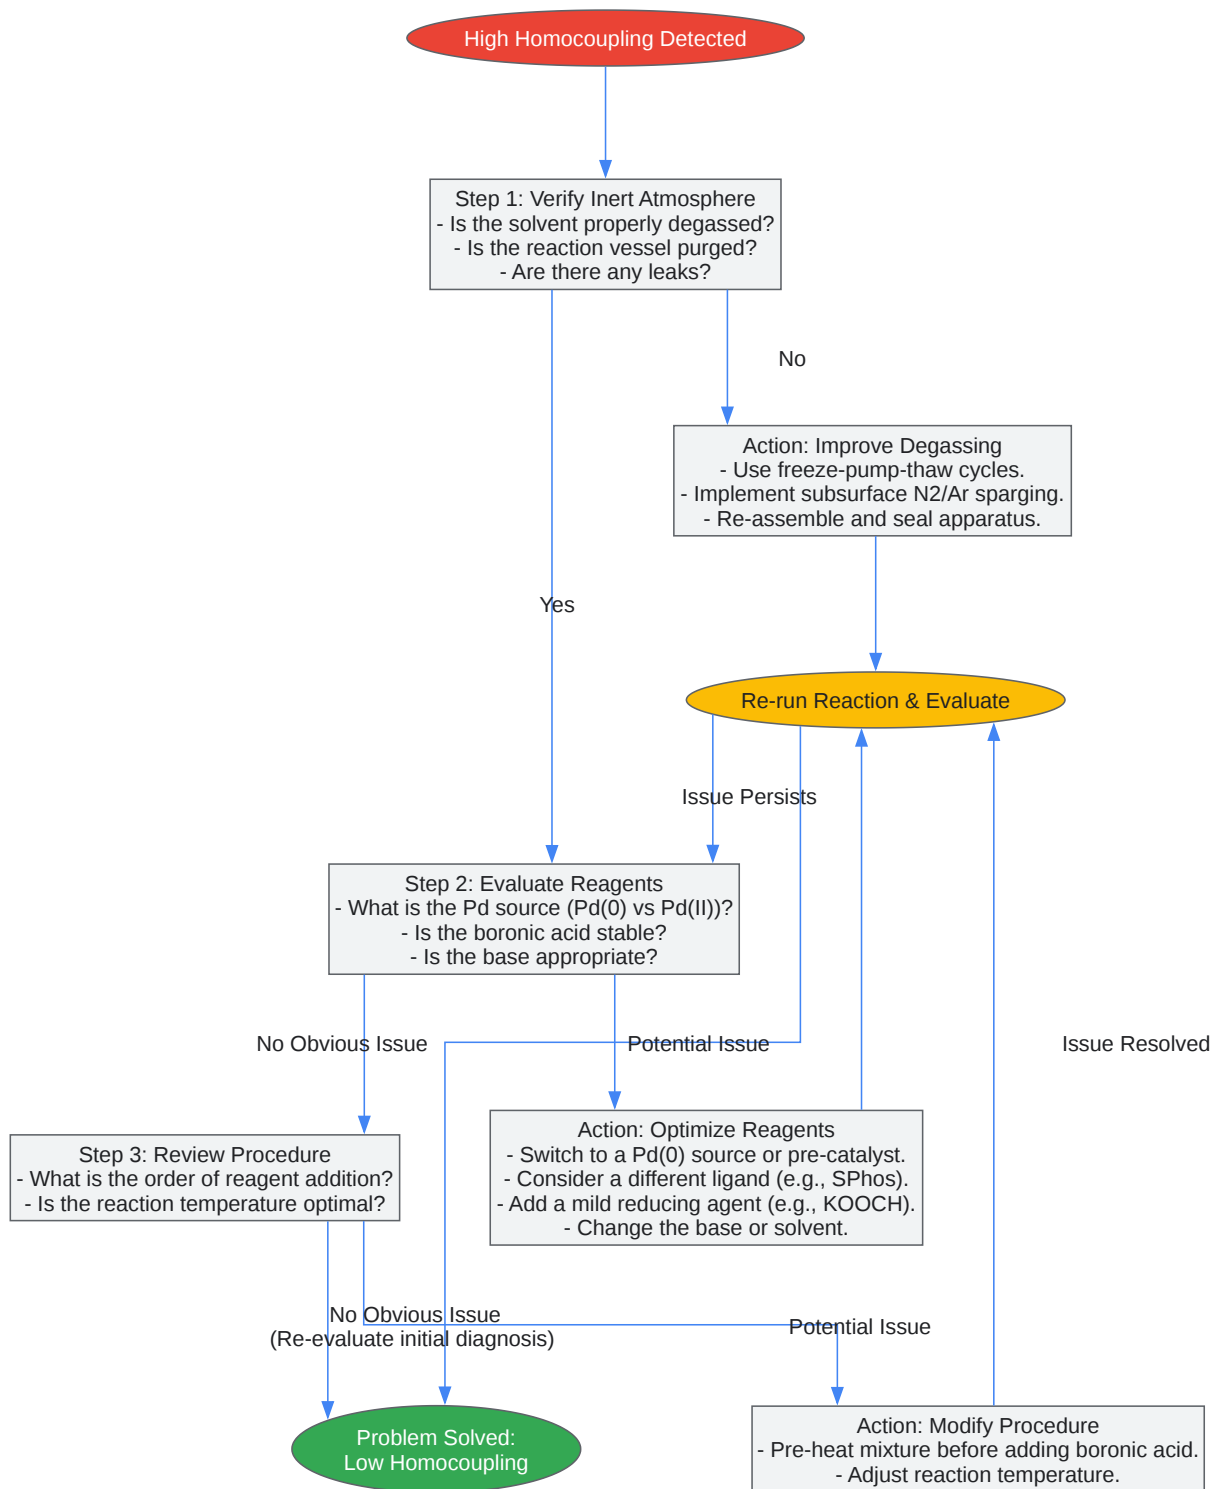 High Homocoupling Detected
Step 1: Verify Inert Atmosphere
- Is the solvent properly degassed?
- Is the reaction vessel purged?
- Are there any leaks?
No
Action: Improve Degassing
- Use freeze-pump-thaw cycles.
- Implement subsurface N2/Ar sparging.
- Re-assemble and seal apparatus.
Yes
Re-run Reaction & Evaluate
Issue Persists
Step 2: Evaluate Reagents
- What is the Pd source (Pd(0) vs Pd(II))?
- Is the boronic acid stable?
- Is the base appropriate?
No Obvious Issue
Potential Issue
Issue Resolved
Step 3: Review Procedure
- What is the order of reagent addition?
- Is the reaction temperature optimal?
Action: Optimize Reagents
- Switch to a Pd(0) source or pre-catalyst.
- Consider a different ligand (e.g., SPhos).
- Add a mild reducing agent (e.g., KOOCH).
- Change the base or solvent.
No Obvious Issue
(Re-evaluate initial diagnosis)
Potential Issue
Problem Solved:
Low Homocoupling
Action: Modify Procedure
- Pre-heat mixture before adding boronic acid.
- Adjust reaction temperature.